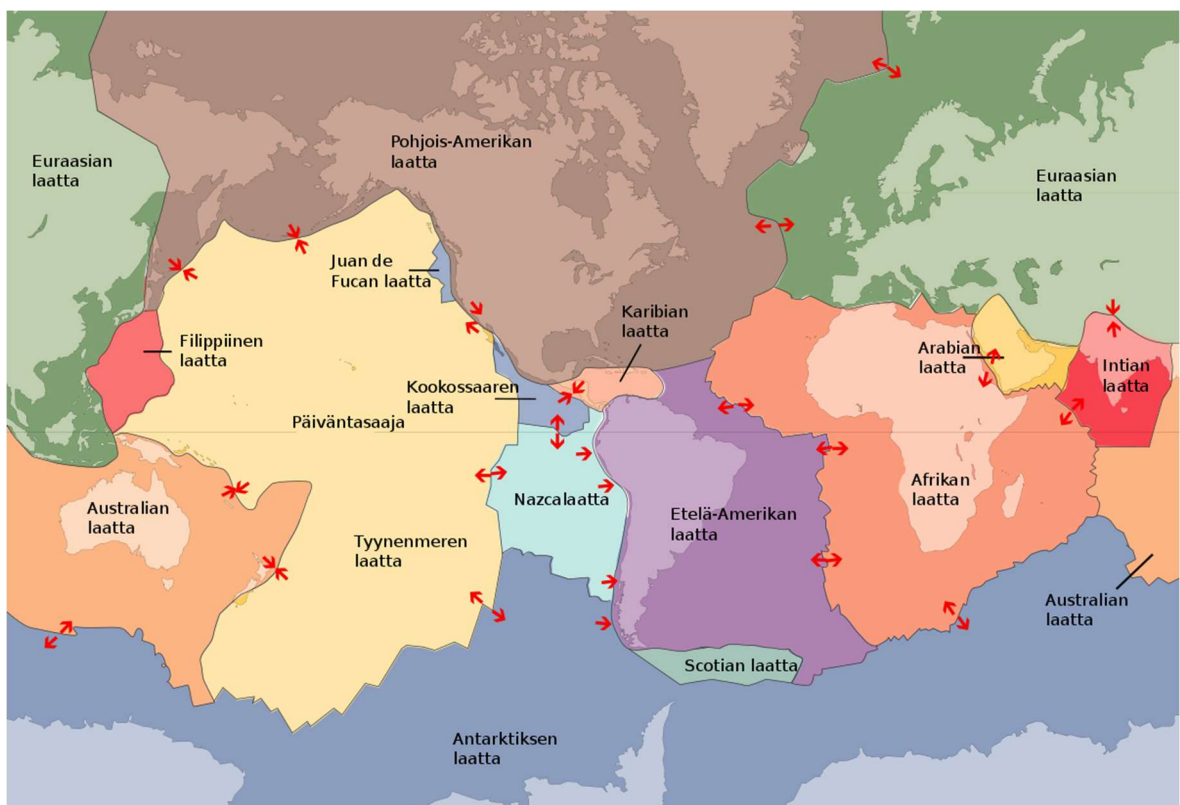 Pohjois-Amerikan
laatta
Euraasian
laatta
Euraasian
laatta
Juan de
Fucan laatta
Karibian
laatta
Filippiinen
laatta
Arabian
laatta
Intian
laatta
Kookossaaren
laatta
Päiväntasaaja
Afrikan
laatta
Nazcalaatta
Australian
laatta
Etelä-Amerikan
laatta
Tyynenmeren
laatta
Australian
laatta
Scotian laatta
Antarktiksen
laatta